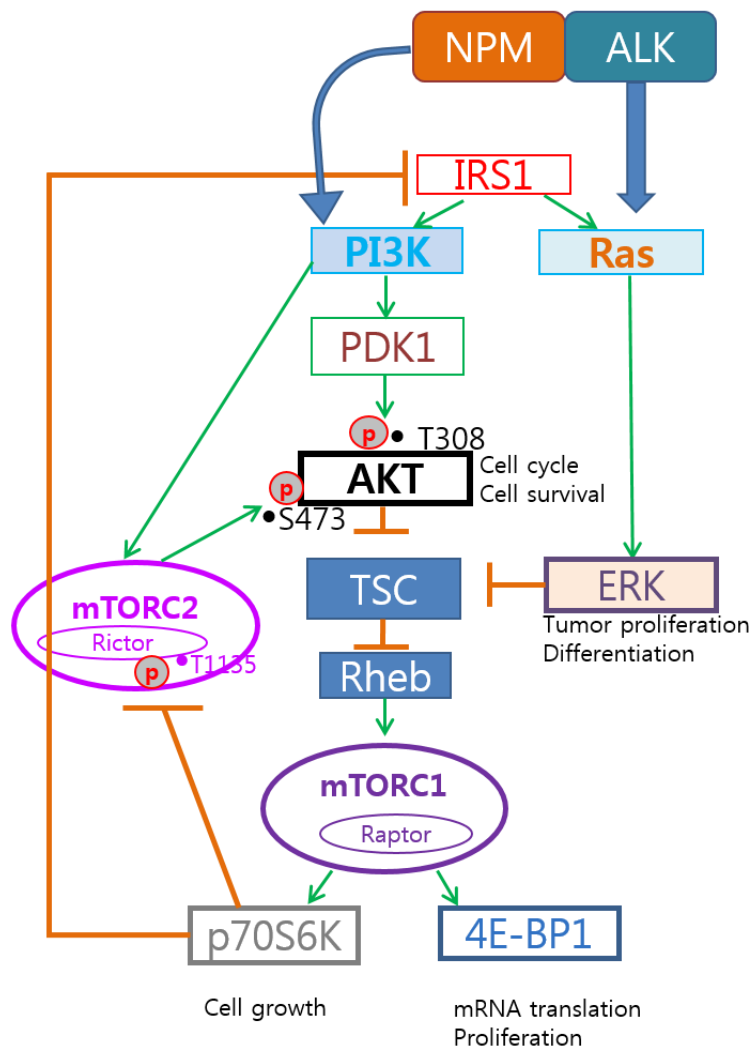 NPM ALK
IRS1
PI3K Ras
PDK1
p • T308
AKT Cell cycle
Cell survival
p
•S473
TSC ERK
Tumor proliferation
Differentiation
mTORC2
Rictor
p •T1135
Rheb
mTORC1
Raptor
p70S6K 4E-BP1
Cell growth mRNA translation
Proliferation